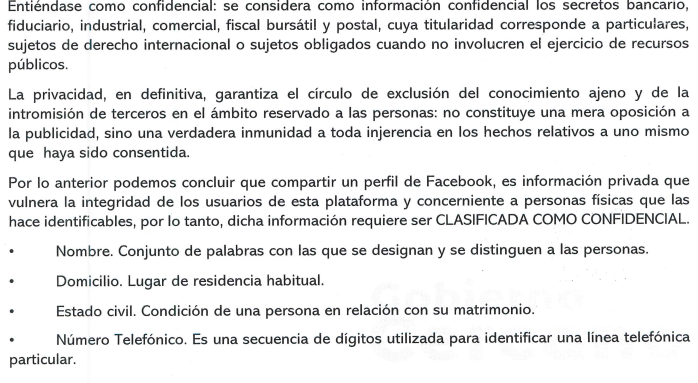 Entiéndase como confidencial: se considera como información confidencial los secretos bancario,
fiduciario, industrial, comercial, fiscal bursátil y postal, cuya titularidad corresponde a particulares,
sujetos de derecho internacional o sujetos obligados cuando no involucren el ejercicio de recursos
públicos.
La privacidad, en definitiva, garantiza el círculo de exclusión del conocimiento ajeno y de la
intromisión de terceros en el ámbito reservado a las personas: no constituye una mera oposición a
la publicidad, sino una verdadera inmunidad a toda injerencia en los hechos relativos a uno mismo
que haya sido consentida.
Por lo anterior podemos concluir que compartir un perfil de Facebook, es información privada que
vulnera la integridad de los usuarios de esta plataforma y concerniente a personas físicas que las
hace identificables, por lo tanto, dicha información requiere ser CLASIFICADA COMO CONFIDENCIAL.
• Nombre. Conjunto de palabras con las que se designan y se distinguen a las personas.
• Domicilio. Lugar de residencia habitual.
• Estado civil. Condición de una persona en relación con su matrimonio.
• Número Telefónico. Es una secuencia de dígitos utilizada para identificar una línea telefónica
particular.